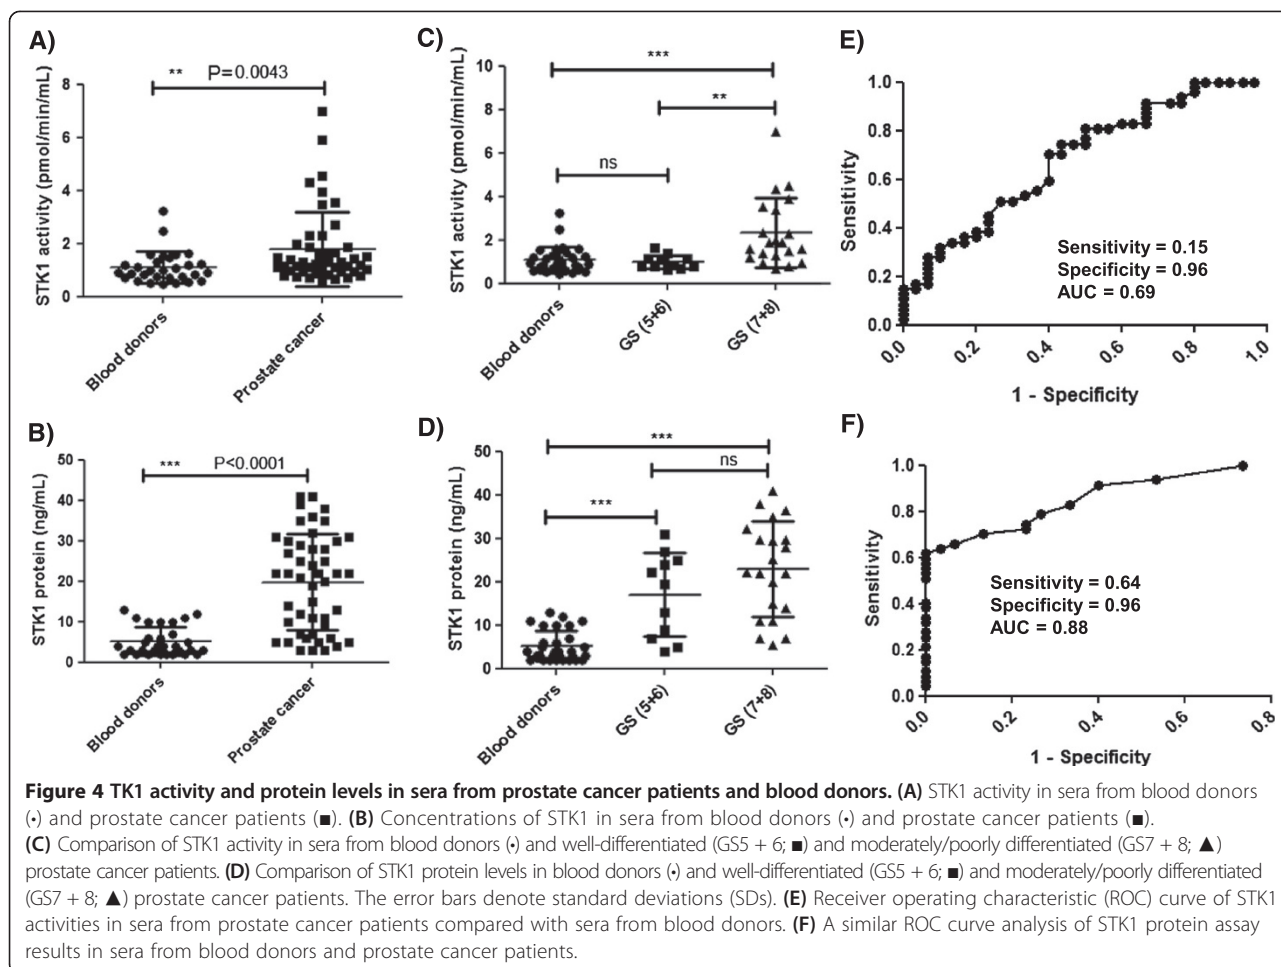 A)
** P=0.0043
STK1 activity (pmol/min/mL)
8
6
4
2
0
Blood donors
Prostate cancer
C)
***
**
ns
STK1 activity (pmol/min/mL)
10
8
6
4
2
0
Blood donors
GS (5+6)
GS (7+8)
E)
Sensitivity
1.0
0.8
0.6
0.4
0.2
0.0
Sensitivity = 0.15
Specificity = 0.96
AUC = 0.69
0.0 0.2 0.4 0.6 0.8 1.0
1 - Specificity
B)
*** P<0.0001
STK1 protein (ng/mL)
50
40
30
20
10
0
Blood donors
Prostate cancer
D)
***
ns
***
STK1 protein (ng/mL)
50
40
30
20
10
0
Blood donors
GS (5+6)
GS (7+8)
F)
Sensitivity
1.0
0.8
0.6
0.4
0.2
0.0
Sensitivity = 0.64
Specificity = 0.96
AUC = 0.88
0.0 0.2 0.4 0.6 0.8
1 - Specificity
Figure 4 TK1 activity and protein levels in sera from prostate cancer patients and blood donors. (A) STK1 activity in sera from blood donors
(•) and prostate cancer patients (■). (B) Concentrations of STK1 in sera from blood donors (•) and prostate cancer patients (■).
(C) Comparison of STK1 activity in sera from blood donors (•) and well-differentiated (GS5 + 6; ■) and moderately/poorly differentiated (GS7 + 8; ▲)
prostate cancer patients. (D) Comparison of STK1 protein levels in blood donors (•) and well-differentiated (GS5 + 6; ■) and moderately/poorly differentiated
(GS7 + 8; ▲) prostate cancer patients. The error bars denote standard deviations (SDs). (E) Receiver operating characteristic (ROC) curve of STK1
activities in sera from prostate cancer patients compared with sera from blood donors. (F) A similar ROC curve analysis of STK1 protein assay
results in sera from blood donors and prostate cancer patients.